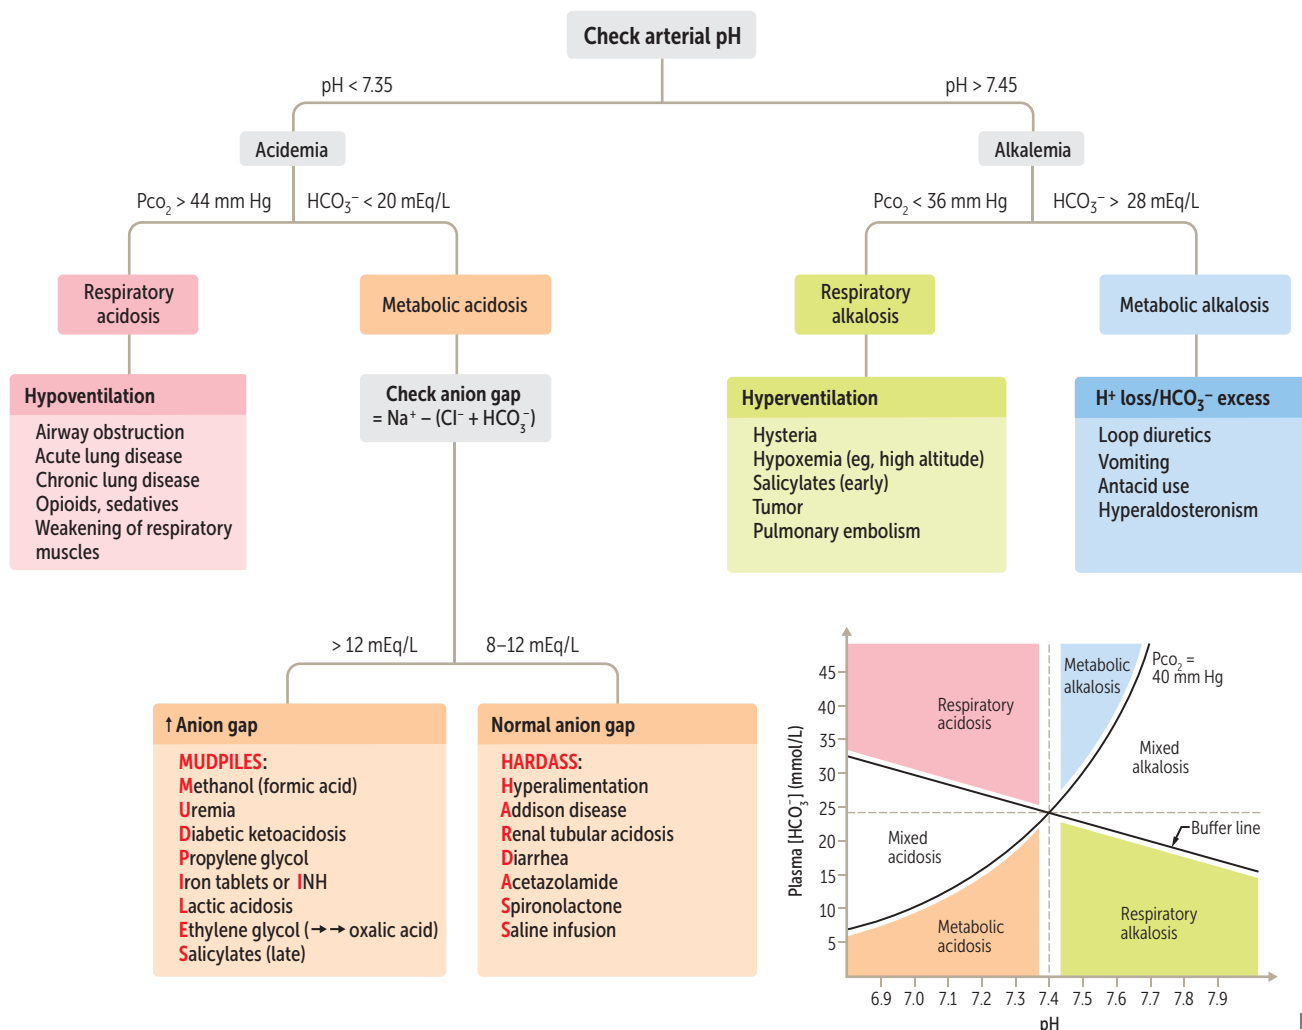 Check arterial pH
pH < 7.35
pH > 7.45
Acidemia
Alkalemia
Pco₂ > 44 mm Hg
HCO₃⁻ < 20 mEq/L
Pco₂ < 36 mm Hg
HCO₃⁻ > 28 mEq/L
Respiratory
acidosis
Metabolic acidosis
Respiratory
alkalosis
Metabolic alkalosis
Hypoventilation
Airway obstruction
Acute lung disease
Chronic lung disease
Opioids, sedatives
Weakening of respiratory
muscles
Check anion gap
= Na⁺ – (Cl⁻ + HCO₃⁻)
Hyperventilation
Hysteria
Hypoxemia (eg, high altitude)
Salicylates (early)
Tumor
Pulmonary embolism
H⁺ loss/HCO₃⁻ excess
Loop diuretics
Vomiting
Antacid use
Hyperaldosteronism
> 12 mEq/L
8–12 mEq/L
↑ Anion gap
MUDPILES:
Methanol (formic acid)
Uremia
Diabetic ketoacidosis
Propylene glycol
Iron tablets or INH
Lactic acidosis
Ethylene glycol (→→ oxalic acid)
Salicylates (late)
Normal anion gap
HARDASS:
Hyperalimentation
Addison disease
Renal tubular acidosis
Diarrhea
Acetazolamide
Spironolactone
Saline infusion
Plasma [HCO₃⁻] (mmol/L)
45
40
35
30
25
20
15
10
5
Respiratory
acidosis
Metabolic
alkalosis
Pco₂ =
40 mm Hg
Mixed
alkalosis
Buffer line
Mixed
acidosis
Metabolic
acidosis
Respiratory
alkalosis
6.9 7.0 7.1 7.2 7.3 7.4 7.5 7.6 7.7 7.8 7.9
pH